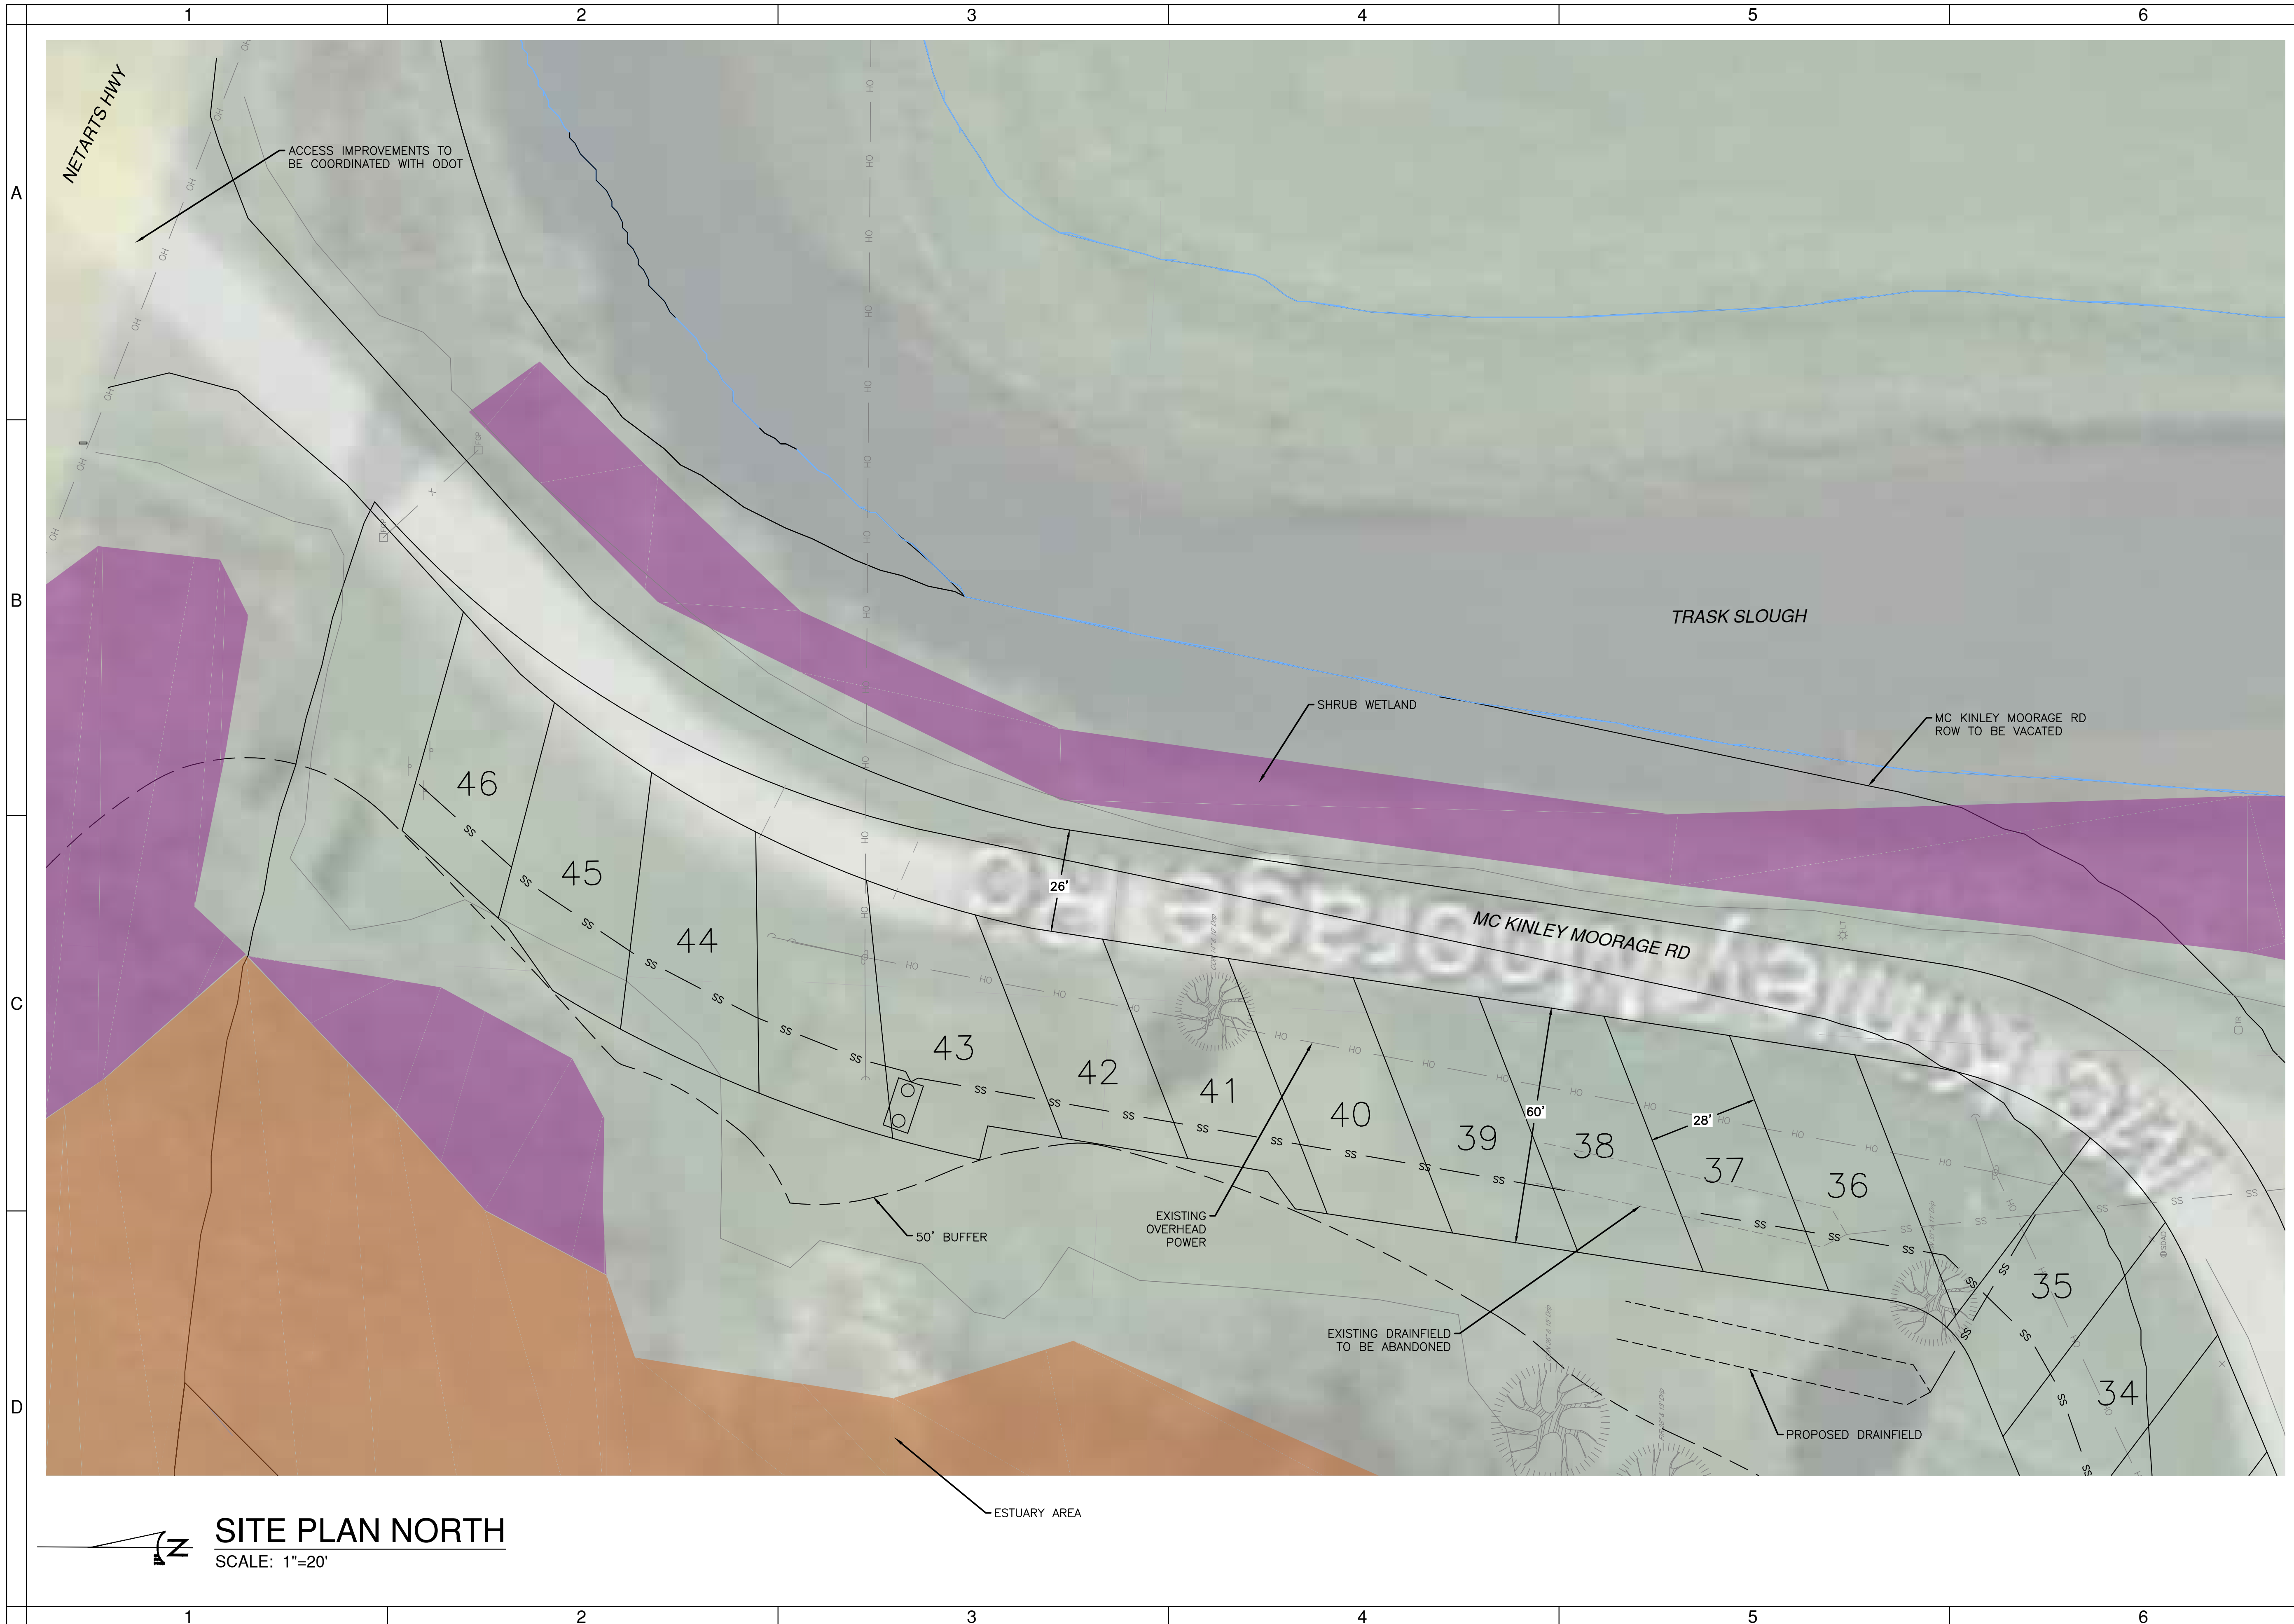 1 2 3 4 5 6
A
B
C
D
NETARTS HWY
ACCESS IMPROVEMENTS TO
BE COORDINATED WITH ODOT
TRASK SLOUGH
SHRUB WETLAND
MC KINLEY MOORAGE RD
ROW TO BE VACATED
MC KINLEY MOORAGE RD
26'
46
45
44
43
42
41
40
39
38
37
36
35
34
60'
28'
50' BUFFER
EXISTING
OVERHEAD
POWER
EXISTING DRAINFIELD
TO BE ABANDONED
PROPOSED DRAINFIELD
ESTUARY AREA
OH
SS
N
SITE PLAN NORTH
SCALE: 1"=20'
1 2 3 4 5 6